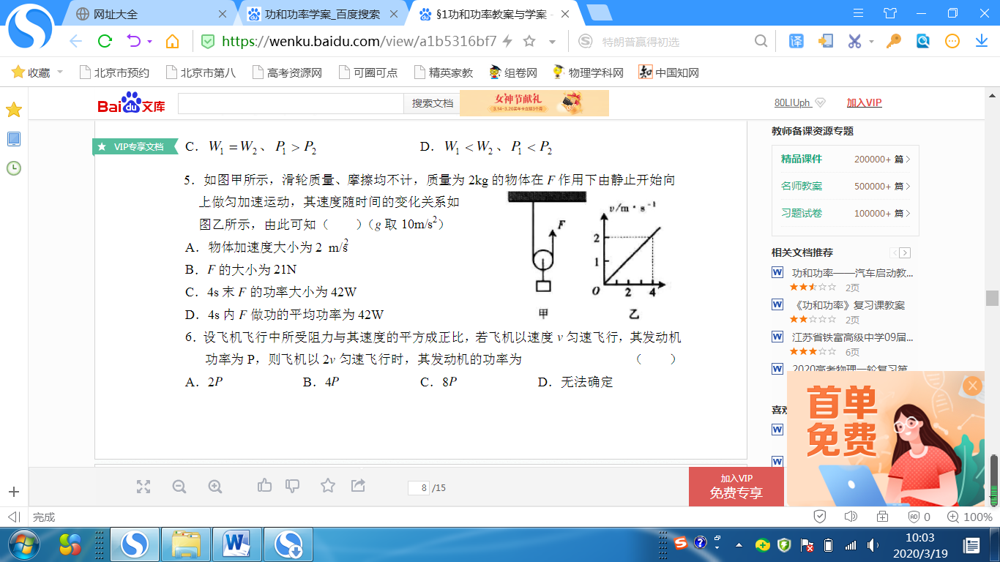 网址大全
功和功率学案_百度搜索
§1功和功率教案与学案
https://wenku.baidu.com/view/a1b5316bf7
特朗普赢得初选
译
收藏
北京市预约
北京市第八
高考资源网
可圈可点
精英家教
组卷网
物理学科网
知
中国知网
Bai du 文库
搜索文档
女神节献礼
80LIUph
加入VIP
VIP专享文档
C. W₁ =W₂、 P₁ > P₂
D. W₁ < W₂、 P₁ < P₂
5. 如图甲所示，滑轮质量、摩擦均不计，质量为 2kg 的物体在 F 作用下由静止开始向
上做匀加速运动，其速度随时间的变化关系如
图乙所示，由此可知（　　）（g 取 10m/s²）
A．物体加速度大小为 2 m/s²
B．F 的大小为 21N
C．4s 末 F 的功率大小为 42W
D．4s 内 F 做功的平均功率为 42W
F
甲
v/m·s⁻¹
2
1
O
2
4
乙
6．设飞机飞行中所受阻力与其速度的平方成正比，若飞机以速度 v 匀速飞行，其发动机
功率为 P，则飞机以 2v 匀速飞行时，其发动机的功率为　　（　　）
A．2P
B．4P
C．8P
D．无法确定
教师备课资源专题
精品课件 200000+ 篇
名师教案 500000+ 篇
习题试卷 100000+ 篇
相关文档推荐
功和功率——汽车启动教...
2页
《功和功率》复习课教案
2页
江苏省铁富高级中学09届...
6页
2020高考物理一轮复习第
首单
免费
8 /15
加入VIP
免费专享
完成
0
100%
10:03
2020/3/19